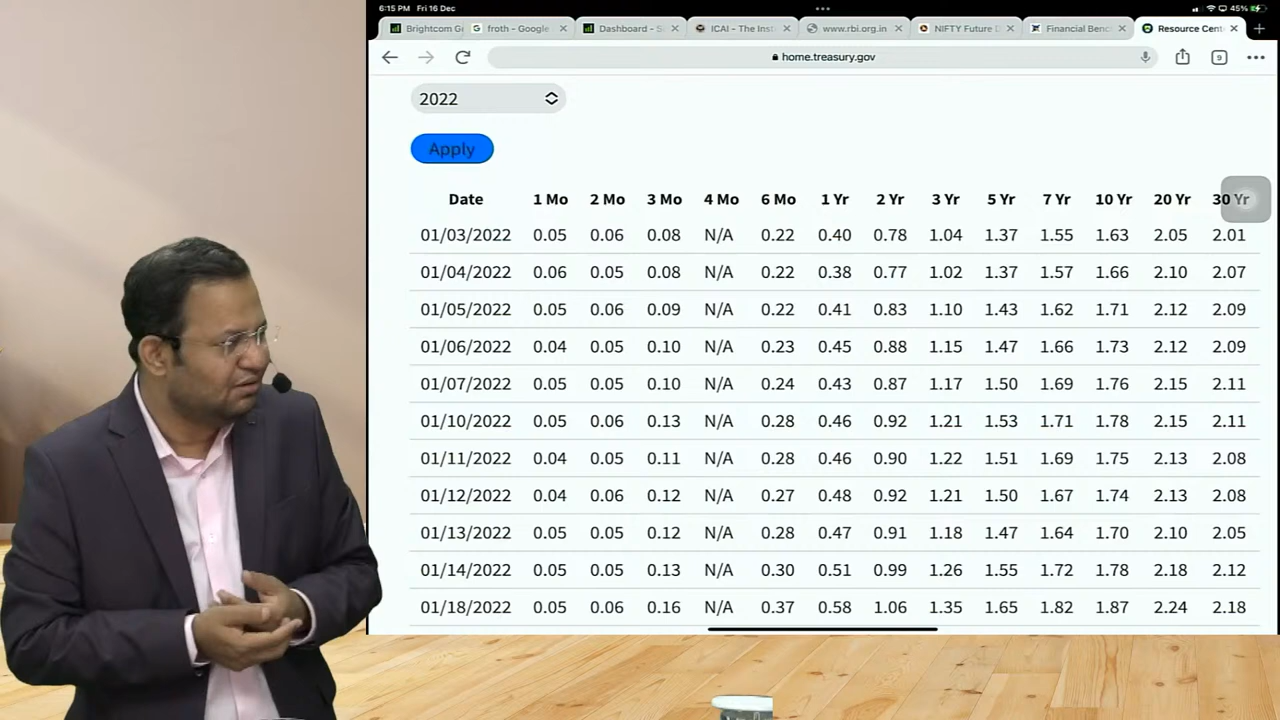 6:15 PM Fri 16 Dec
45%
Brightcom G
froth - Google
Dashboard - S
ICAI - The Inst
www.rbi.org.in
NIFTY Future D
Financial Benc
Resource Cent
home.treasury.gov
9
2022
Apply
Date 1 Mo 2 Mo 3 Mo 4 Mo 6 Mo 1 Yr 2 Yr 3 Yr 5 Yr 7 Yr 10 Yr 20 Yr 30 Yr
01/03/2022 0.05 0.06 0.08 N/A 0.22 0.40 0.78 1.04 1.37 1.55 1.63 2.05 2.01
01/04/2022 0.06 0.05 0.08 N/A 0.22 0.38 0.77 1.02 1.37 1.57 1.66 2.10 2.07
01/05/2022 0.05 0.06 0.09 N/A 0.22 0.41 0.83 1.10 1.43 1.62 1.71 2.12 2.09
01/06/2022 0.04 0.05 0.10 N/A 0.23 0.45 0.88 1.15 1.47 1.66 1.73 2.12 2.09
01/07/2022 0.05 0.05 0.10 N/A 0.24 0.43 0.87 1.17 1.50 1.69 1.76 2.15 2.11
01/10/2022 0.05 0.06 0.13 N/A 0.28 0.46 0.92 1.21 1.53 1.71 1.78 2.15 2.11
01/11/2022 0.04 0.05 0.11 N/A 0.28 0.46 0.90 1.22 1.51 1.69 1.75 2.13 2.08
01/12/2022 0.04 0.06 0.12 N/A 0.27 0.48 0.92 1.21 1.50 1.67 1.74 2.13 2.08
01/13/2022 0.05 0.05 0.12 N/A 0.28 0.47 0.91 1.18 1.47 1.64 1.70 2.10 2.05
01/14/2022 0.05 0.05 0.13 N/A 0.30 0.51 0.99 1.26 1.55 1.72 1.78 2.18 2.12
01/18/2022 0.05 0.06 0.16 N/A 0.37 0.58 1.06 1.35 1.65 1.82 1.87 2.24 2.18